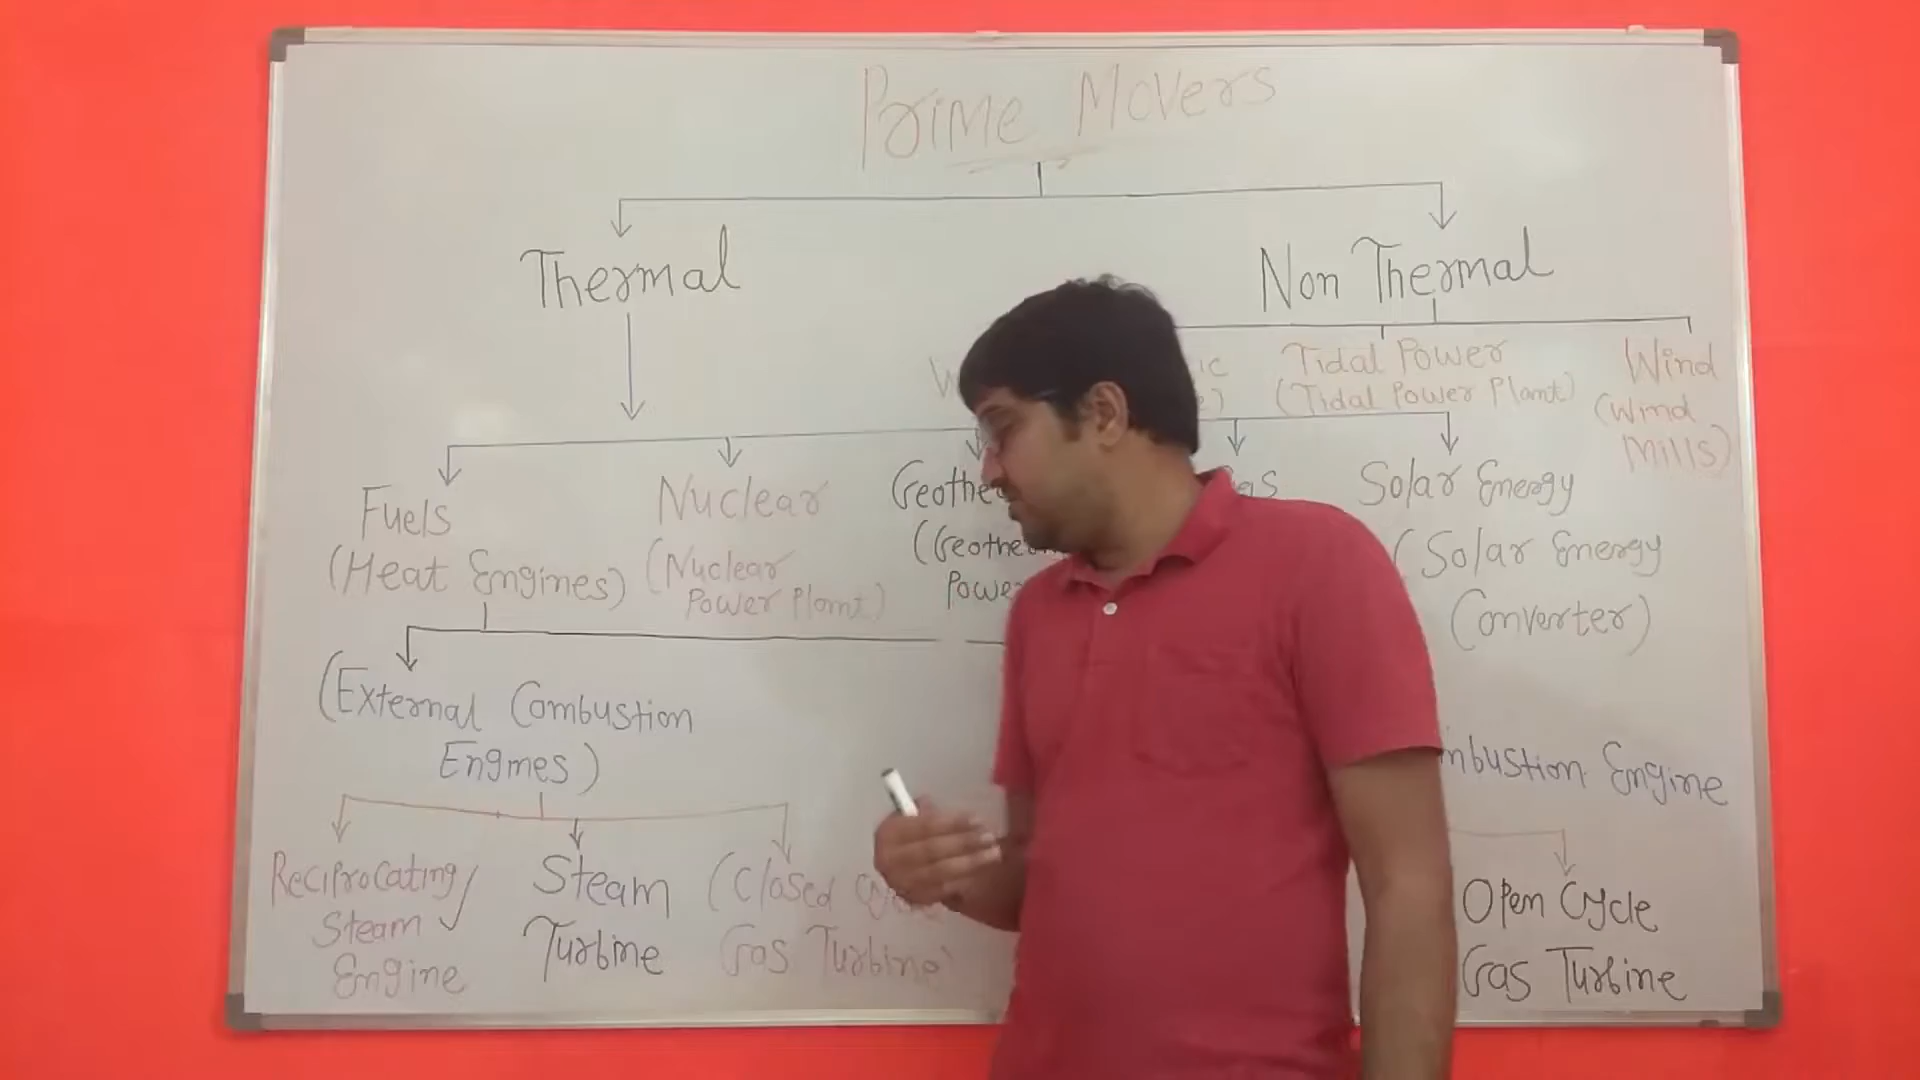 Prime Movers
Thermal
Non Thermal
Tidal Power
(Tidal Power Plant)
Wind
(Wind
Mills)
Fuels
(Heat Engines)
Nuclear
(Nuclear
Power Plant)
Solar Energy
(Solar Energy
Converter)
(External Combustion
Engines)
Engine
Reciprocating
Steam
Engine
Steam
Turbine
(Closed
Gas Turbine)
Open Cycle
Gas Turbine